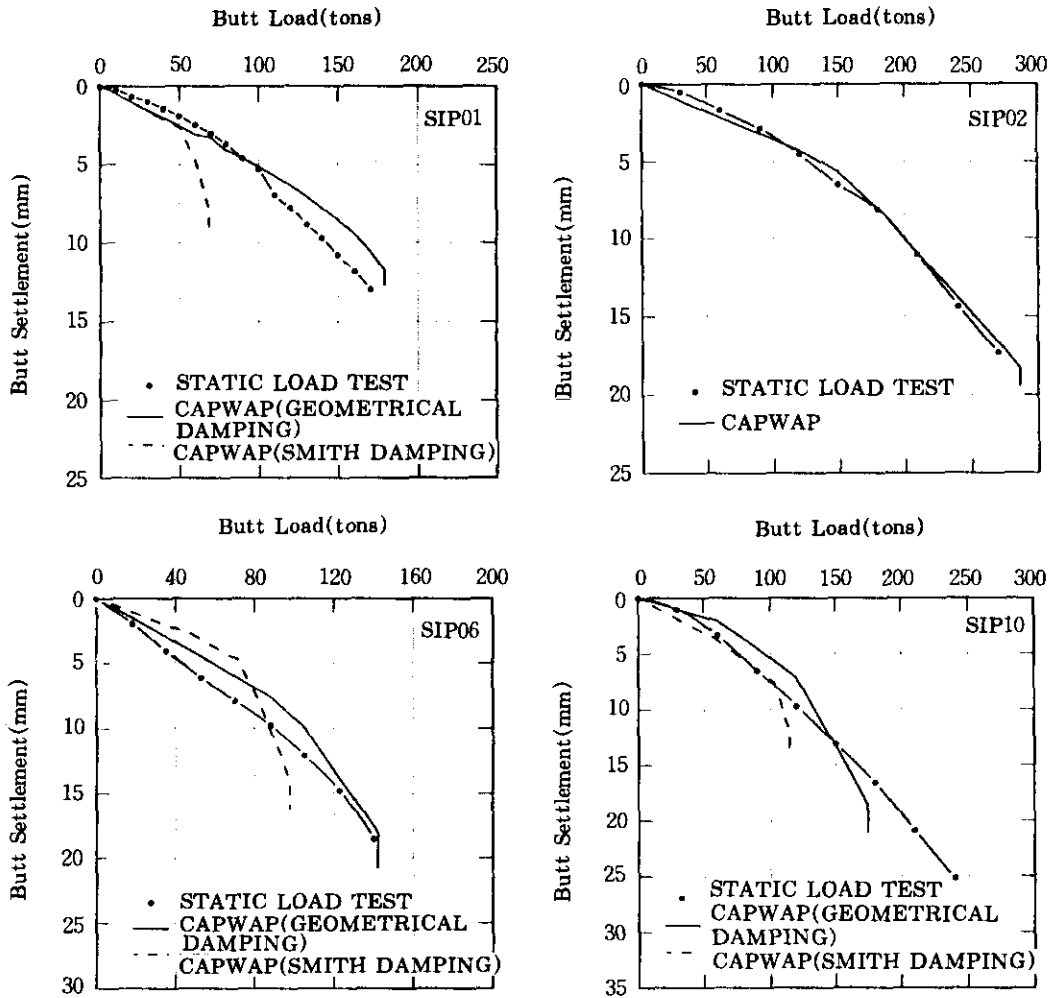 Butt Load(tons)
0 50 100 150 200 250
0
5
10
15
20
25
Butt Settlement(mm)
SIP01
STATIC LOAD TEST
CAPWAP(GEOMETRICAL
DAMPING)
CAPWAP(SMITH DAMPING)
Butt Load(tons)
0 50 100 150 200 250 300
0
5
10
15
20
25
Butt Settlement(mm)
SIP02
STATIC LOAD TEST
CAPWAP
Butt Load(tons)
0 40 80 120 160 200
0
5
10
15
20
25
30
Butt Settlement(mm)
SIP06
STATIC LOAD TEST
CAPWAP(GEOMETRICAL
DAMPING)
CAPWAP(SMITH DAMPING)
Butt Load(tons)
0 50 100 150 200 250 300
0
5
10
15
20
25
30
35
Butt Settlement(mm)
SIP10
STATIC LOAD TEST
CAPWAP(GEOMETRICAL
DAMPING)
CAPWAP(SMITH DAMPING)